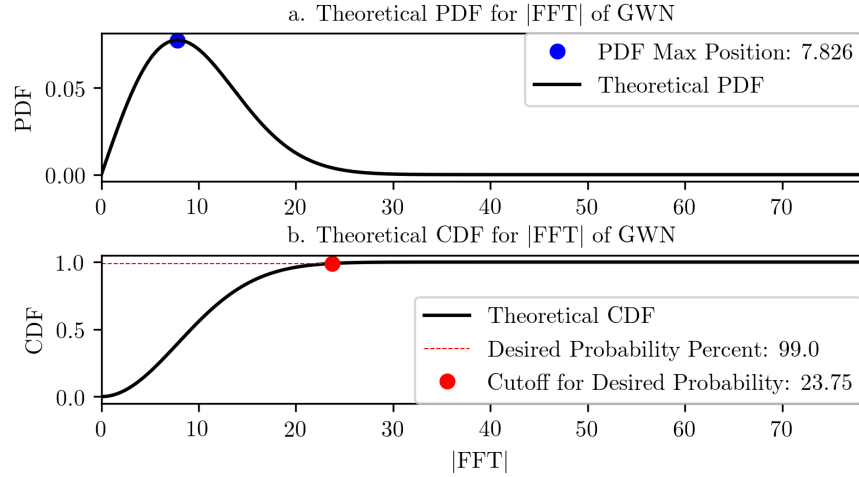 a. Theoretical PDF for |FFT| of GWN
PDF
0.05
0.00
PDF Max Position: 7.826
Theoretical PDF
0 10 20 30 40 50 60 70
b. Theoretical CDF for |FFT| of GWN
CDF
1.0
0.5
0.0
Theoretical CDF
Desired Probability Percent: 99.0
Cutoff for Desired Probability: 23.75
0 10 20 30 40 50 60 70
|FFT|